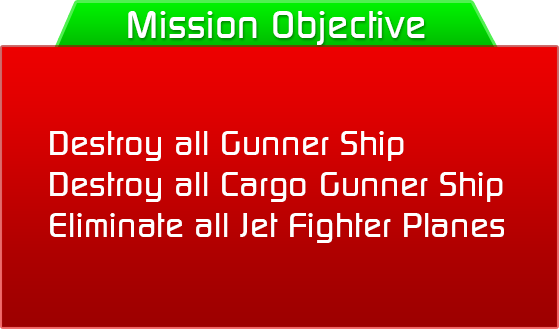 Mission Objective
Destroy all Gunner Ship
Destroy all Cargo Gunner Ship
Eliminate all Jet Fighter Planes